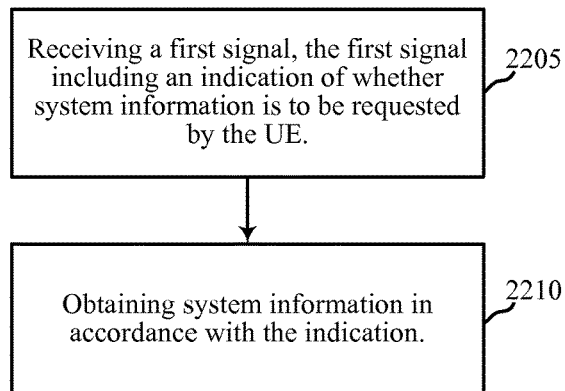 Receiving a first signal, the first signal
including an indication of whether
system information is to be requested
by the UE.
2205
Obtaining system information in
accordance with the indication.
2210